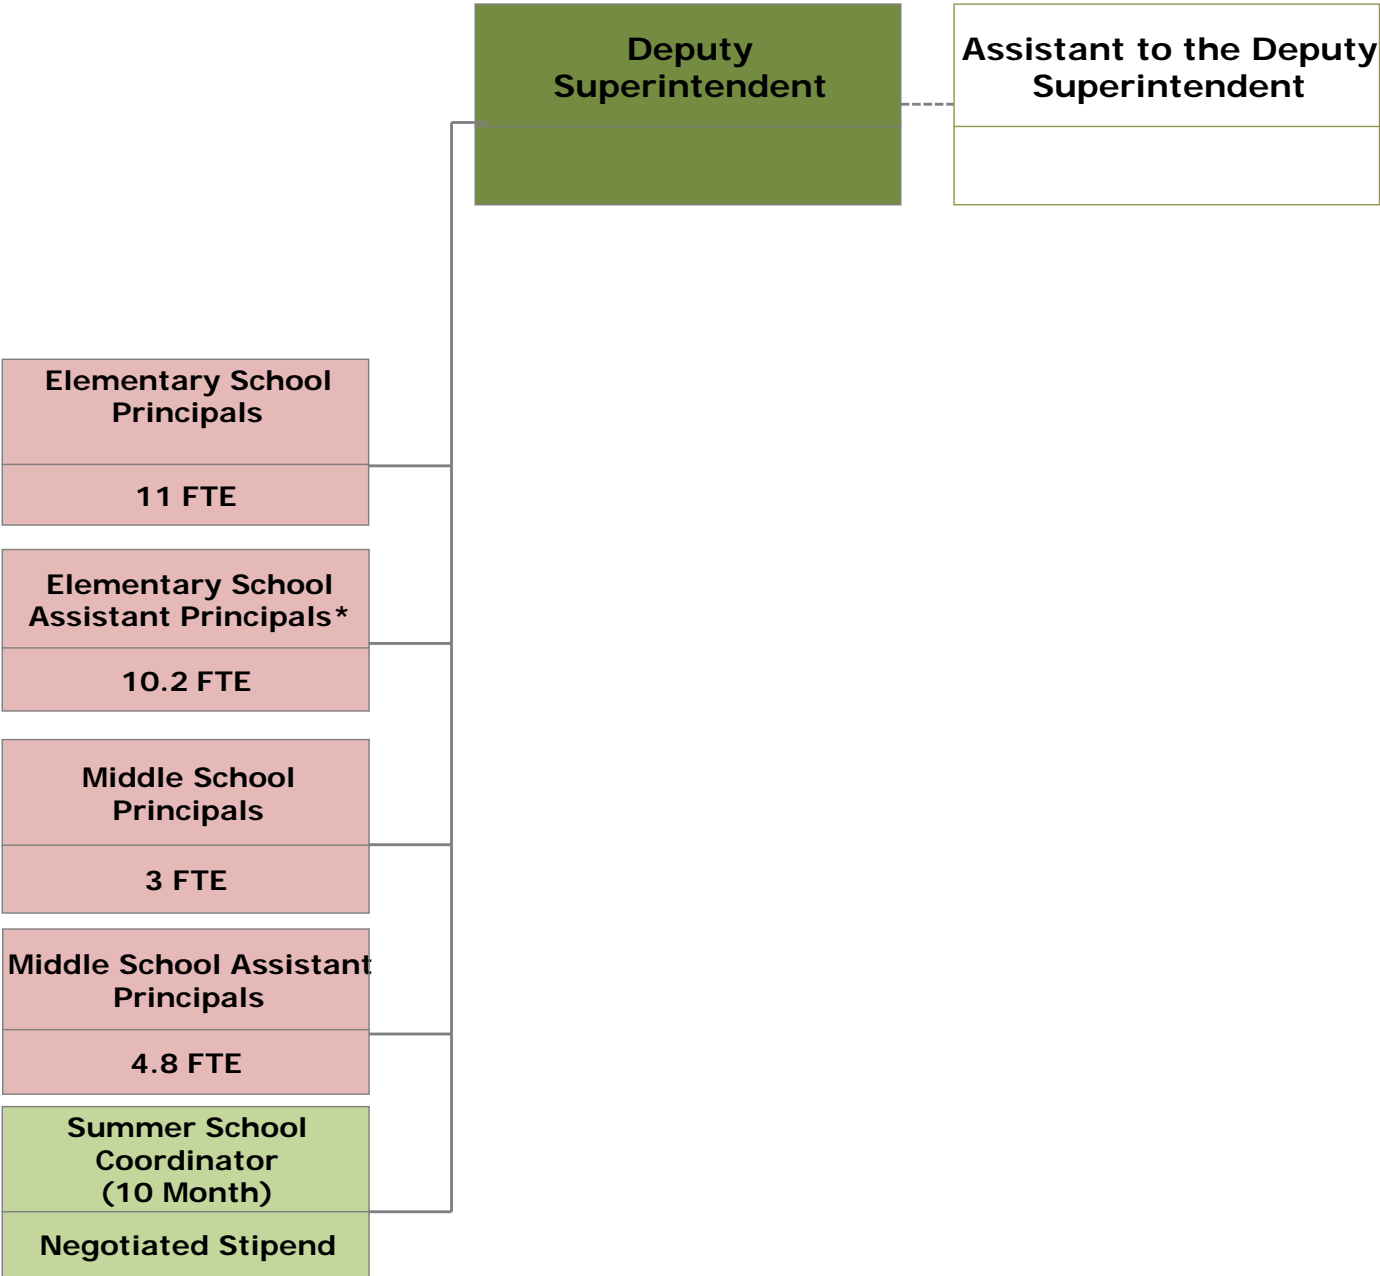 Deputy
Superintendent
Assistant to the Deputy
Superintendent
Elementary School
Principals
11 FTE
Elementary School
Assistant Principals*
10.2 FTE
Middle School
Principals
3 FTE
Middle School Assistant
Principals
4.8 FTE
Summer School
Coordinator
(10 Month)
Negotiated Stipend